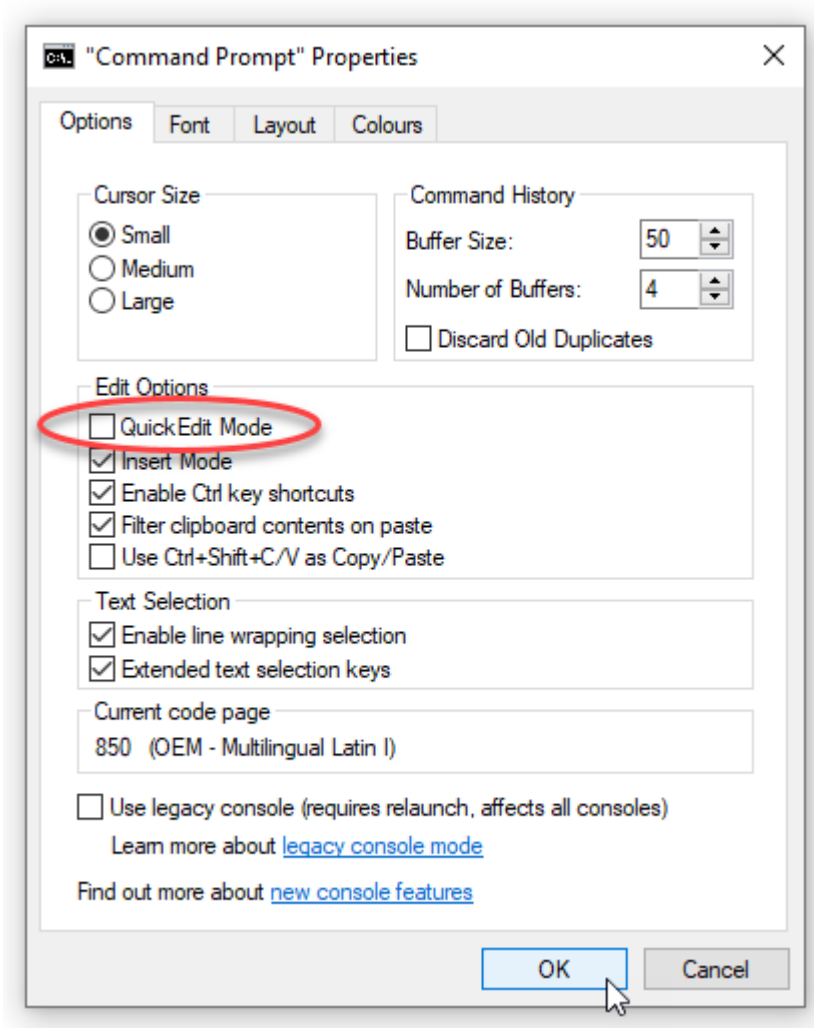 "Command Prompt" Properties
Options Font Layout Colours
Cursor Size
Small
Medium
Large
Command History
Buffer Size: 50
Number of Buffers: 4
Discard Old Duplicates
Edit Options
QuickEdit Mode
Insert Mode
Enable Ctrl key shortcuts
Filter clipboard contents on paste
Use Ctrl+Shift+C/V as Copy/Paste
Text Selection
Enable line wrapping selection
Extended text selection keys
Current code page
850 (OEM - Multilingual Latin I)
Use legacy console (requires relaunch, affects all consoles)
Learn more about legacy console mode
Find out more about new console features
OK Cancel